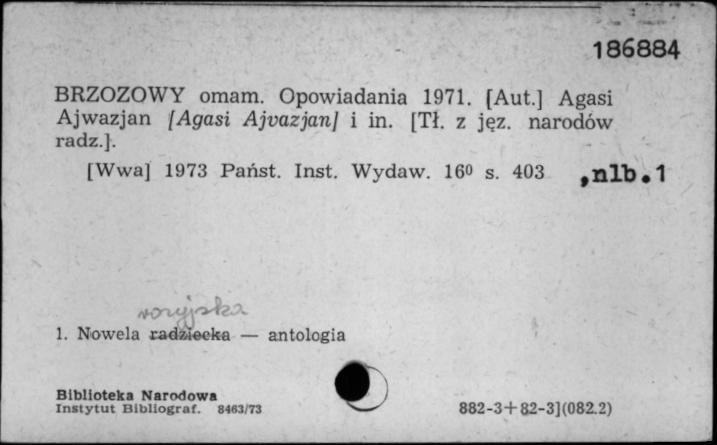 186884
BRZOZOWY omam. Opowiadania 1971. [Aut.] Agasi
Ajwazjan [Agasi Ajvazjan] i in. [Tł. z jęz. narodów
radz.].
[Wwa] 1973 Państ. Inst. Wydaw. 16⁰ s. 403 ,nlb.1
rosyjska
1. Nowela radziecka — antologia
Biblioteka Narodowa
Instytut Bibliograf. 8463/73
882-3+82-3](082.2)